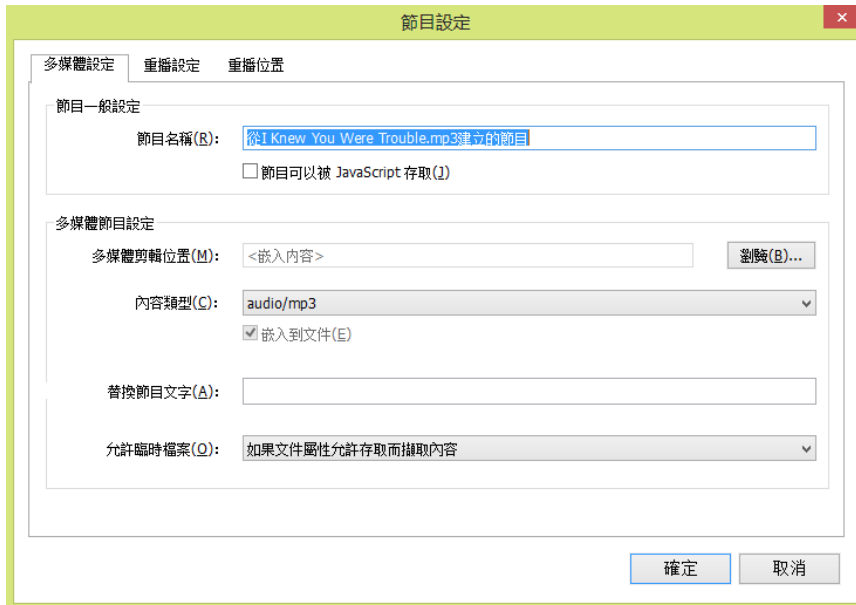 節目設定
多媒體設定 重播設定 重播位置
節目一般設定
節目名稱(R): 從I Knew You Were Trouble.mp3建立的節目
節目可以被 JavaScript 存取(J)
多媒體節目設定
多媒體剪輯位置(M): <嵌入內容> 瀏覽(B)...
內容類型(C): audio/mp3
嵌入到文件(E)
替換節目文字(A):
允許臨時檔案(O): 如果文件屬性允許存取而擷取內容
確定 取消